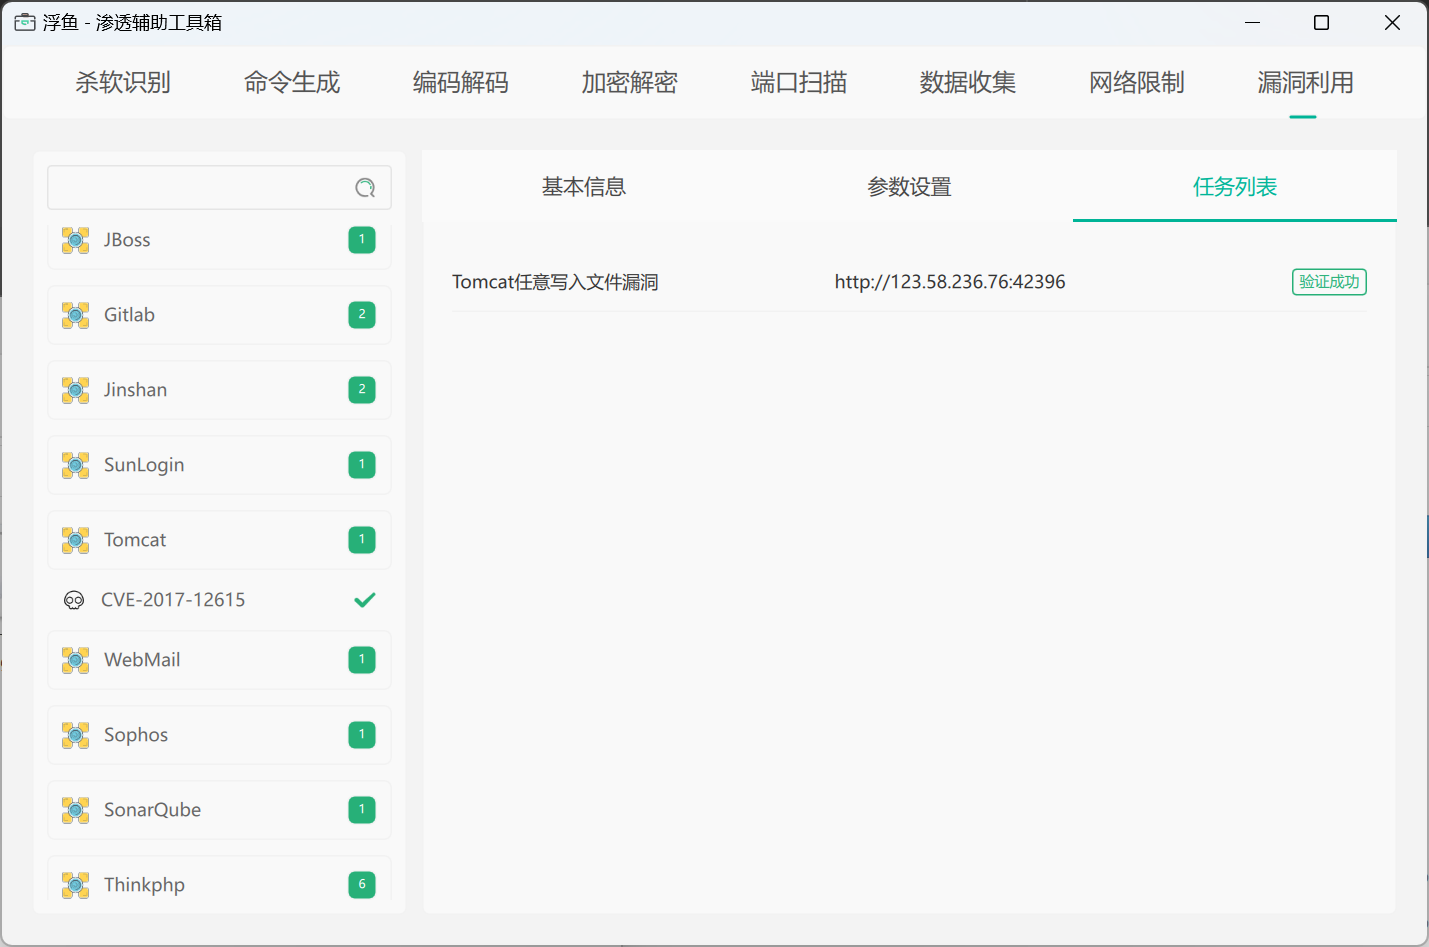 浮鱼 - 渗透辅助工具箱
杀软识别 命令生成 编码解码 加密解密 端口扫描 数据收集 网络限制 漏洞利用
基本信息 参数设置 任务列表
JBoss 1
Gitlab 2
Jinshan 2
SunLogin 1
Tomcat 1
CVE-2017-12615
WebMail 1
Sophos 1
SonarQube 1
Thinkphp 6
Tomcat任意写入文件漏洞 http://123.58.236.76:42396 验证成功